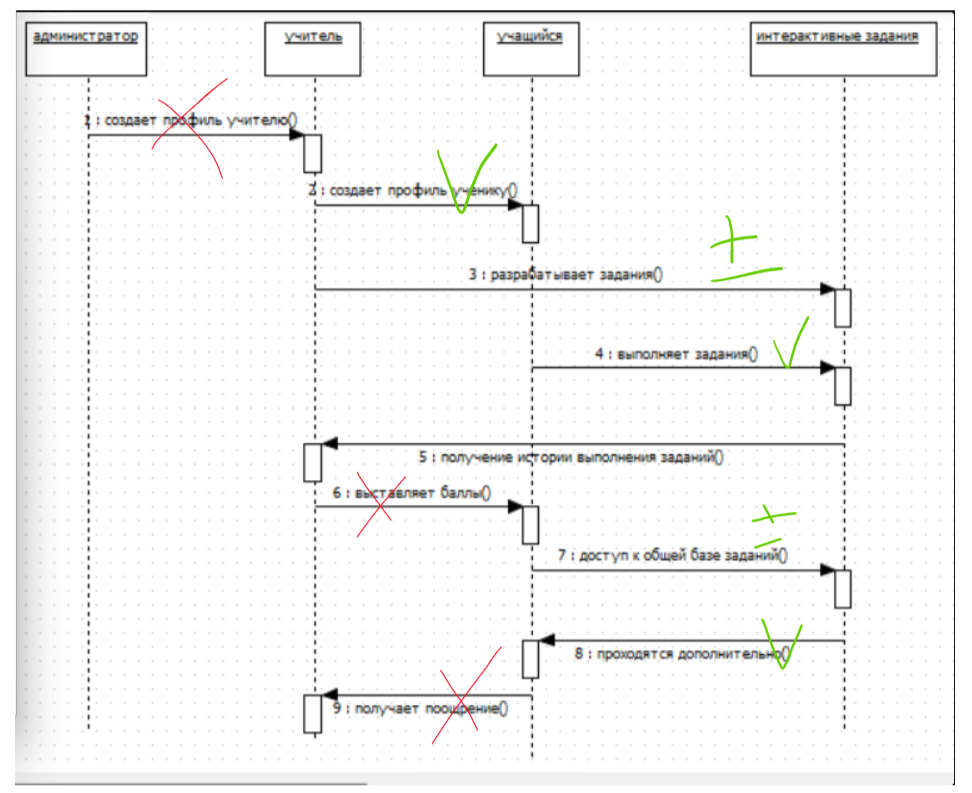 администратор
учитель
учащийся
интерактивные задания
1 : создает профиль учителю()
2 : создает профиль ученику()
3 : разрабатывает задания()
4 : выполняет задания()
5 : получение истории выполнения заданий()
6 : выставляет баллы()
7 : доступ к общей базе заданий()
8 : проходятся дополнительно()
9 : получает поощрение()